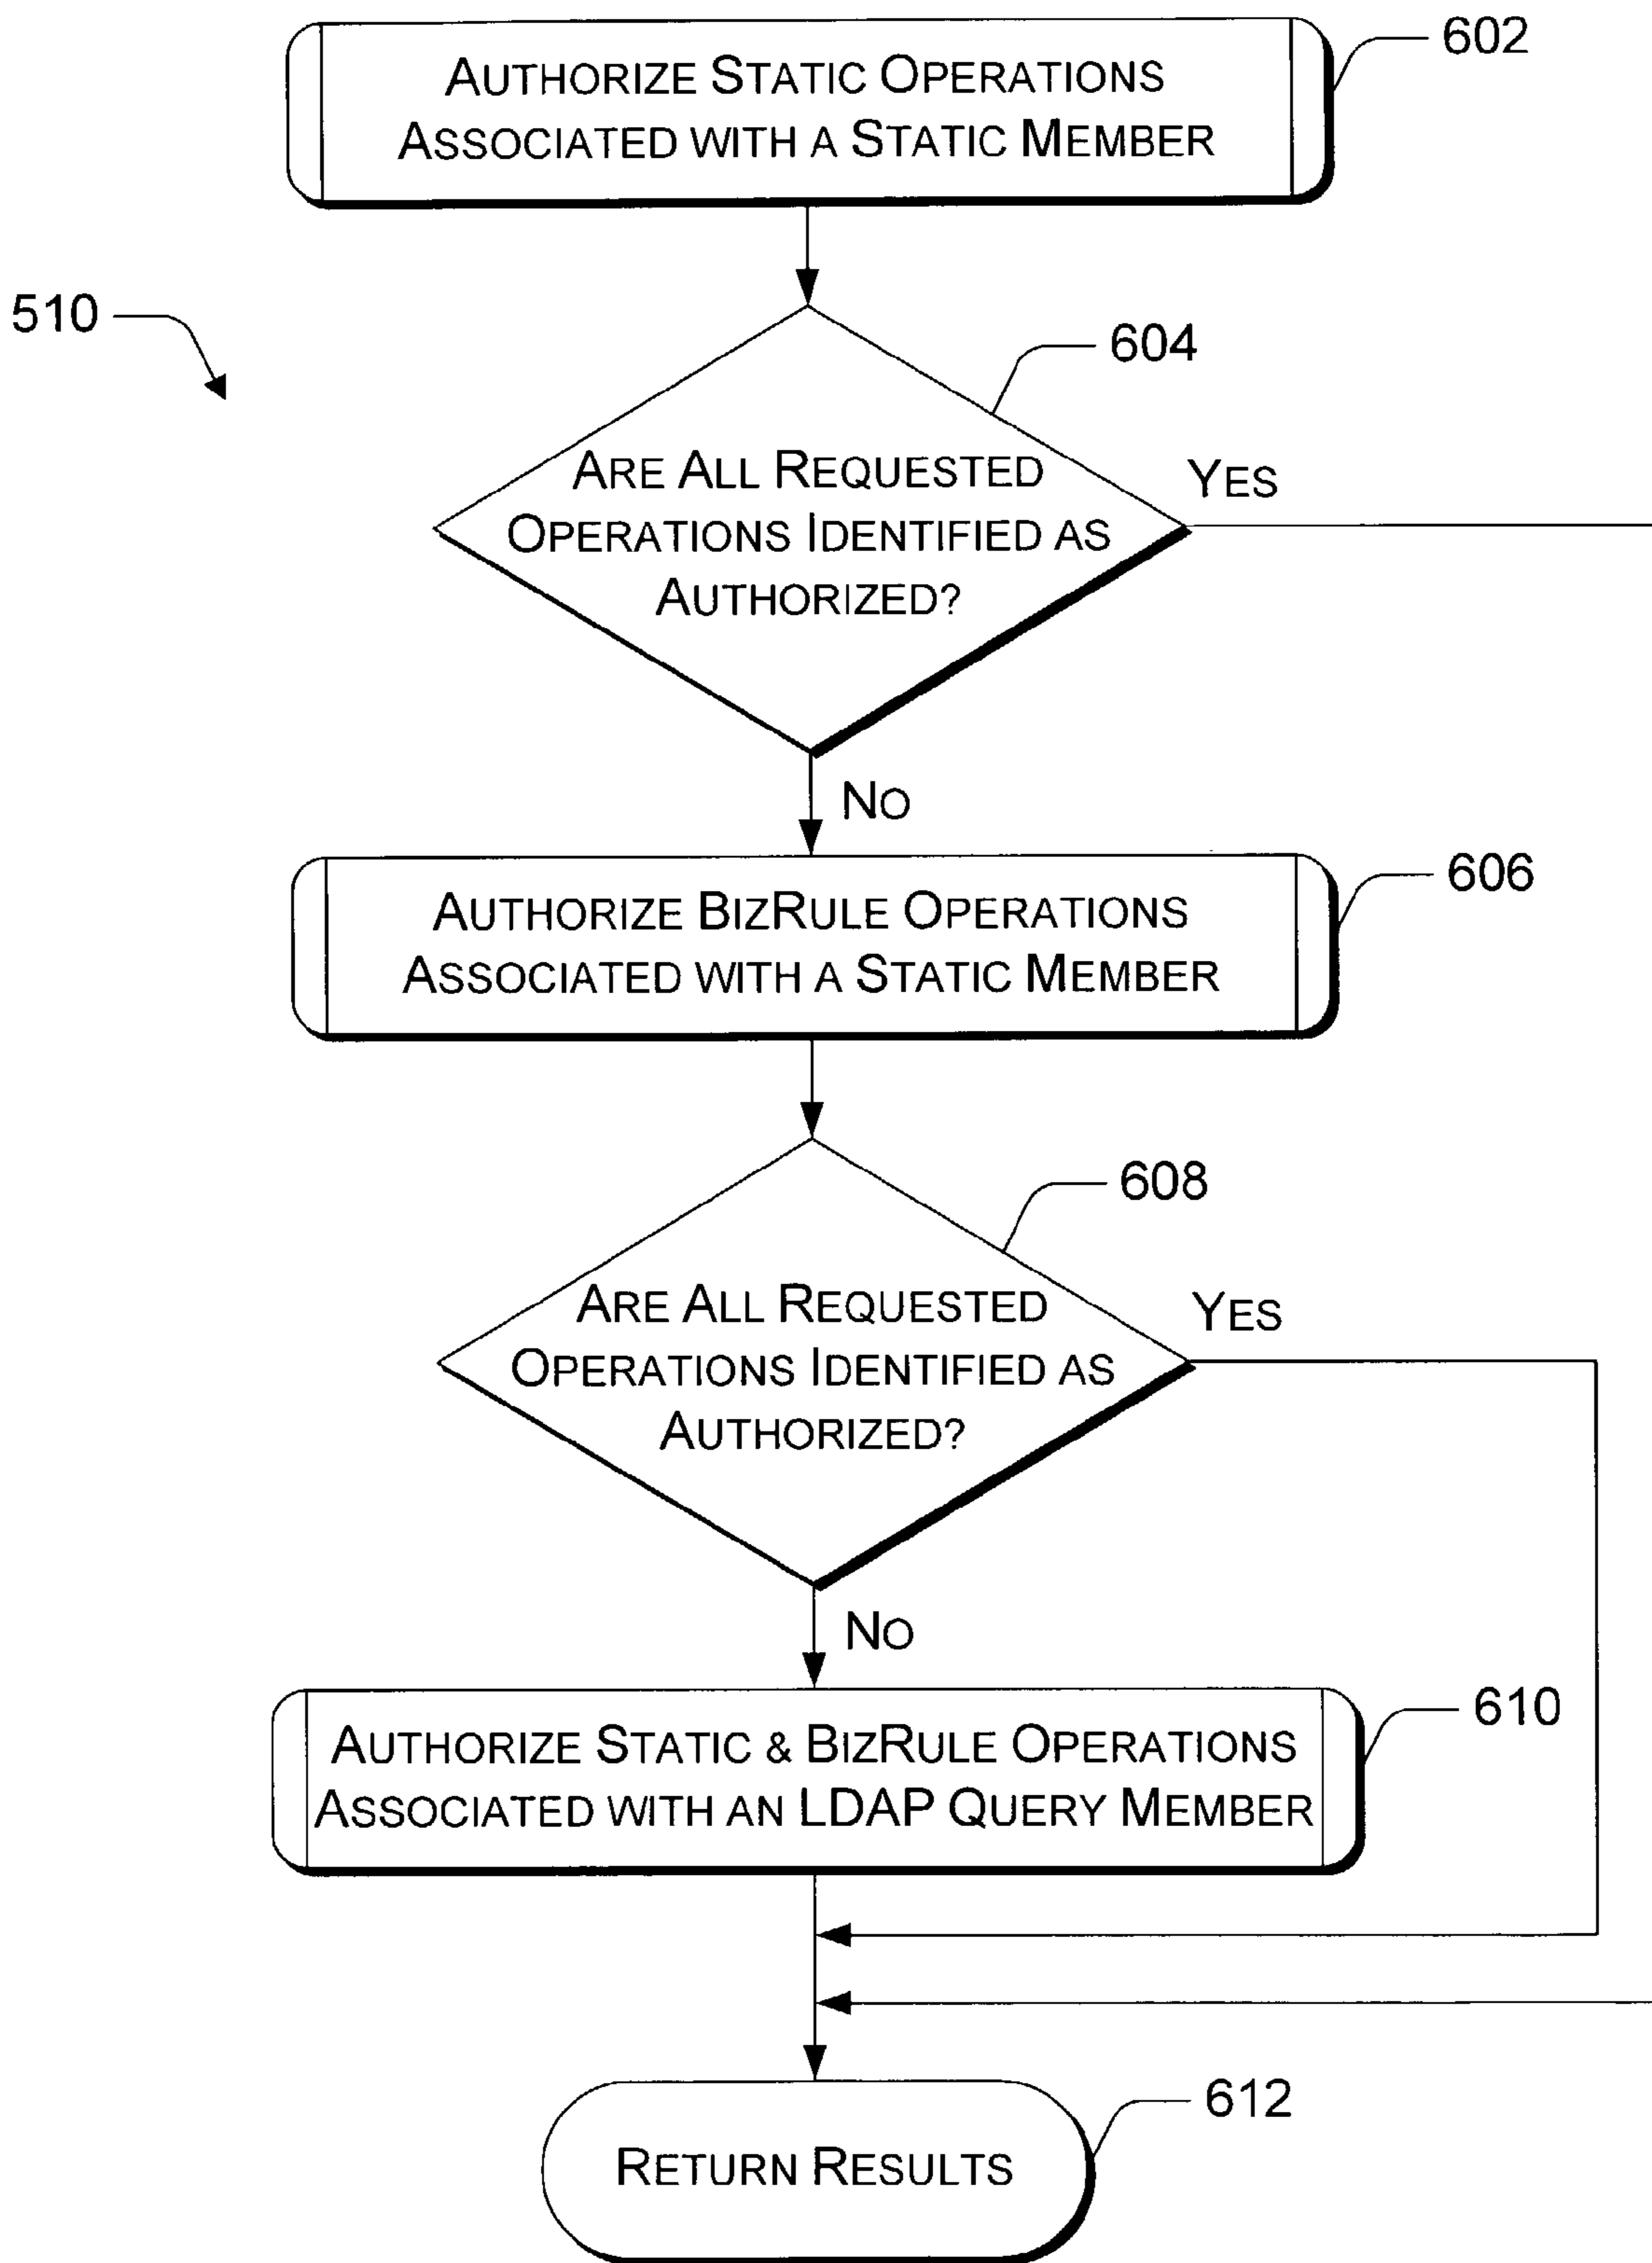 602
AUTHORIZE STATIC OPERATIONS
ASSOCIATED WITH A STATIC MEMBER
510
604
ARE ALL REQUESTED
OPERATIONS IDENTIFIED AS
AUTHORIZED?
YES
NO
606
AUTHORIZE BIZRULE OPERATIONS
ASSOCIATED WITH A STATIC MEMBER
608
ARE ALL REQUESTED
OPERATIONS IDENTIFIED AS
AUTHORIZED?
YES
NO
610
AUTHORIZE STATIC & BIZRULE OPERATIONS
ASSOCIATED WITH AN LDAP QUERY MEMBER
612
RETURN RESULTS